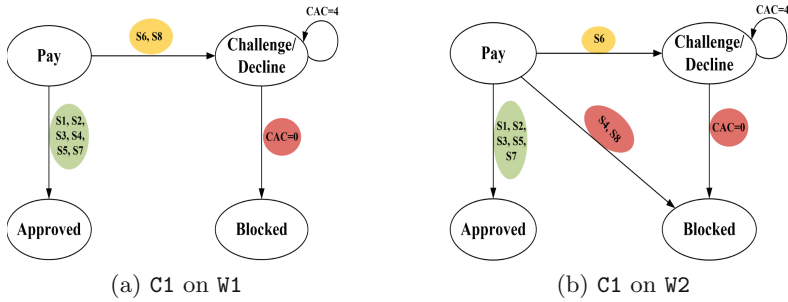 CAC=4
Pay
S6, S8
Challenge/
Decline
S1, S2,
S3, S4,
S5, S7
CAC=0
Approved
Blocked
(a) C1 on W1
CAC=4
Pay
S6
Challenge/
Decline
S1, S2,
S3, S5,
S7
S4, S8
CAC=0
Approved
Blocked
(b) C1 on W2